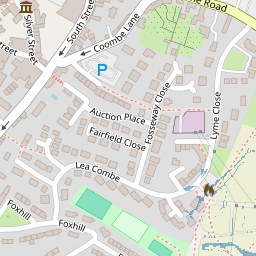 Silver Street
South Street
Coombe Lane
Road
Street
P
Auction Place
Fosseway Close
Lyme Close
Fairfield Close
Lea Combe
Foxhill
Foxhill